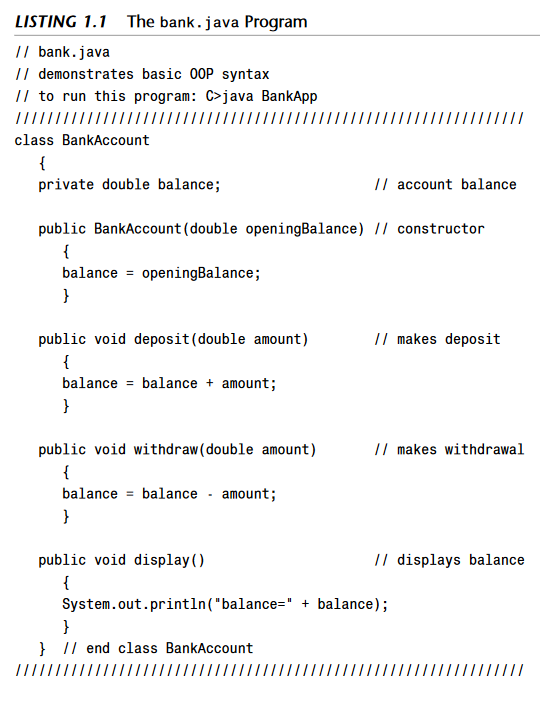 LISTING 1.1 The bank.java Program
// bank.java
// demonstrates basic OOP syntax
// to run this program: C>java BankApp
////////////////////////////////////////////////////////////////
class BankAccount
{
private double balance; // account balance
public BankAccount(double openingBalance) // constructor
{
balance = openingBalance;
}
public void deposit(double amount) // makes deposit
{
balance = balance + amount;
}
public void withdraw(double amount) // makes withdrawal
{
balance = balance - amount;
}
public void display() // displays balance
{
System.out.println("balance=" + balance);
}
} // end class BankAccount
////////////////////////////////////////////////////////////////